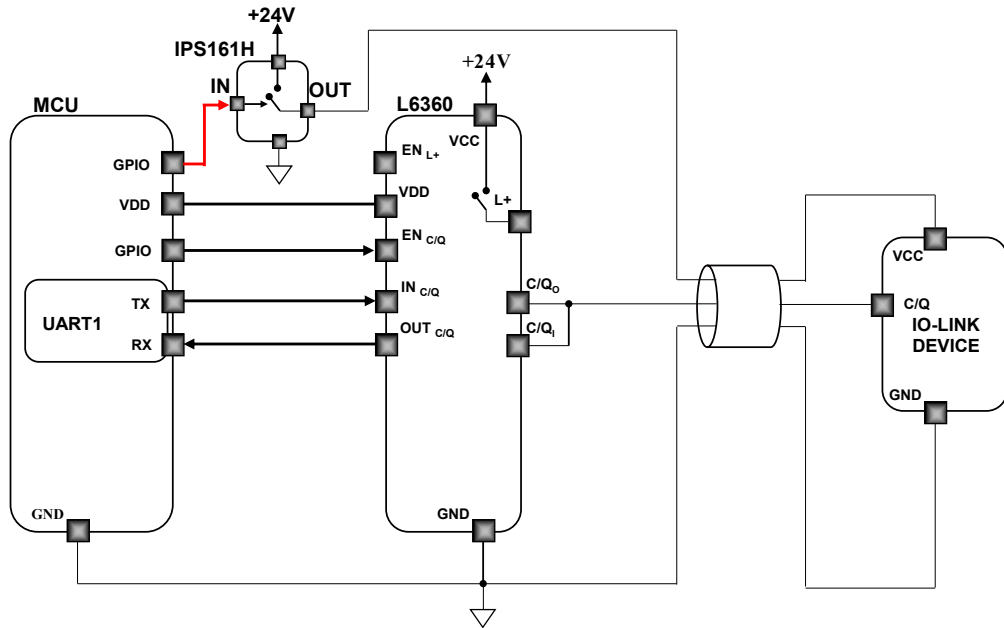 +24V
IPS161H
IN
OUT
MCU
GPIO
VDD
GPIO
TX
UART1
RX
GND
+24V
L6360
VCC
EN L+
VDD
L+
EN C/Q
IN C/Q
C/QO
OUT C/Q
C/QI
GND
VCC
C/Q
IO-LINK
DEVICE
GND